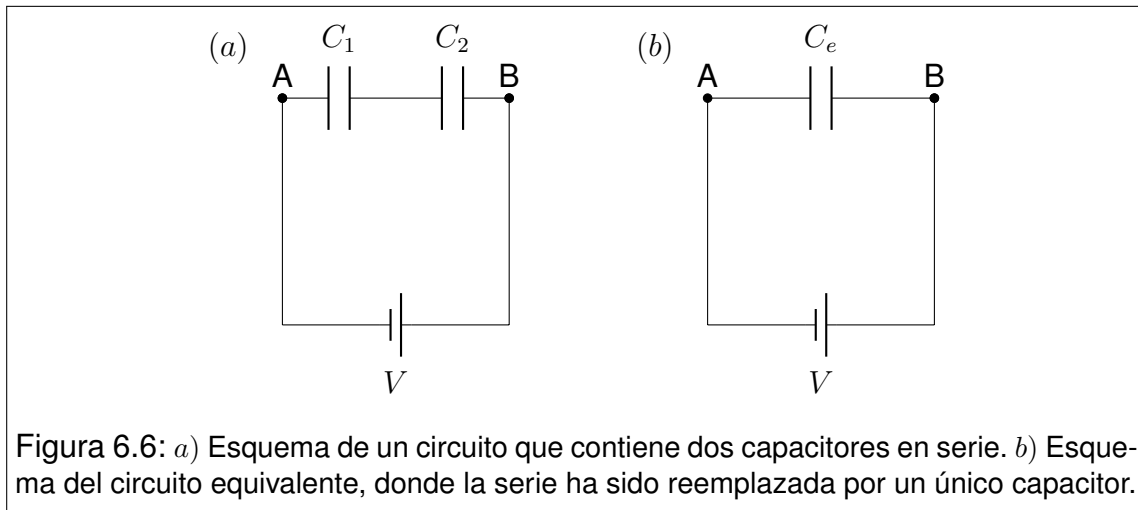 (a) C₁ C₂
A B
V
(b) Cₑ
A B
V
Figura 6.6: a) Esquema de un circuito que contiene dos capacitores en serie. b) Esque-
ma del circuito equivalente, donde la serie ha sido reemplazada por un único capacitor.